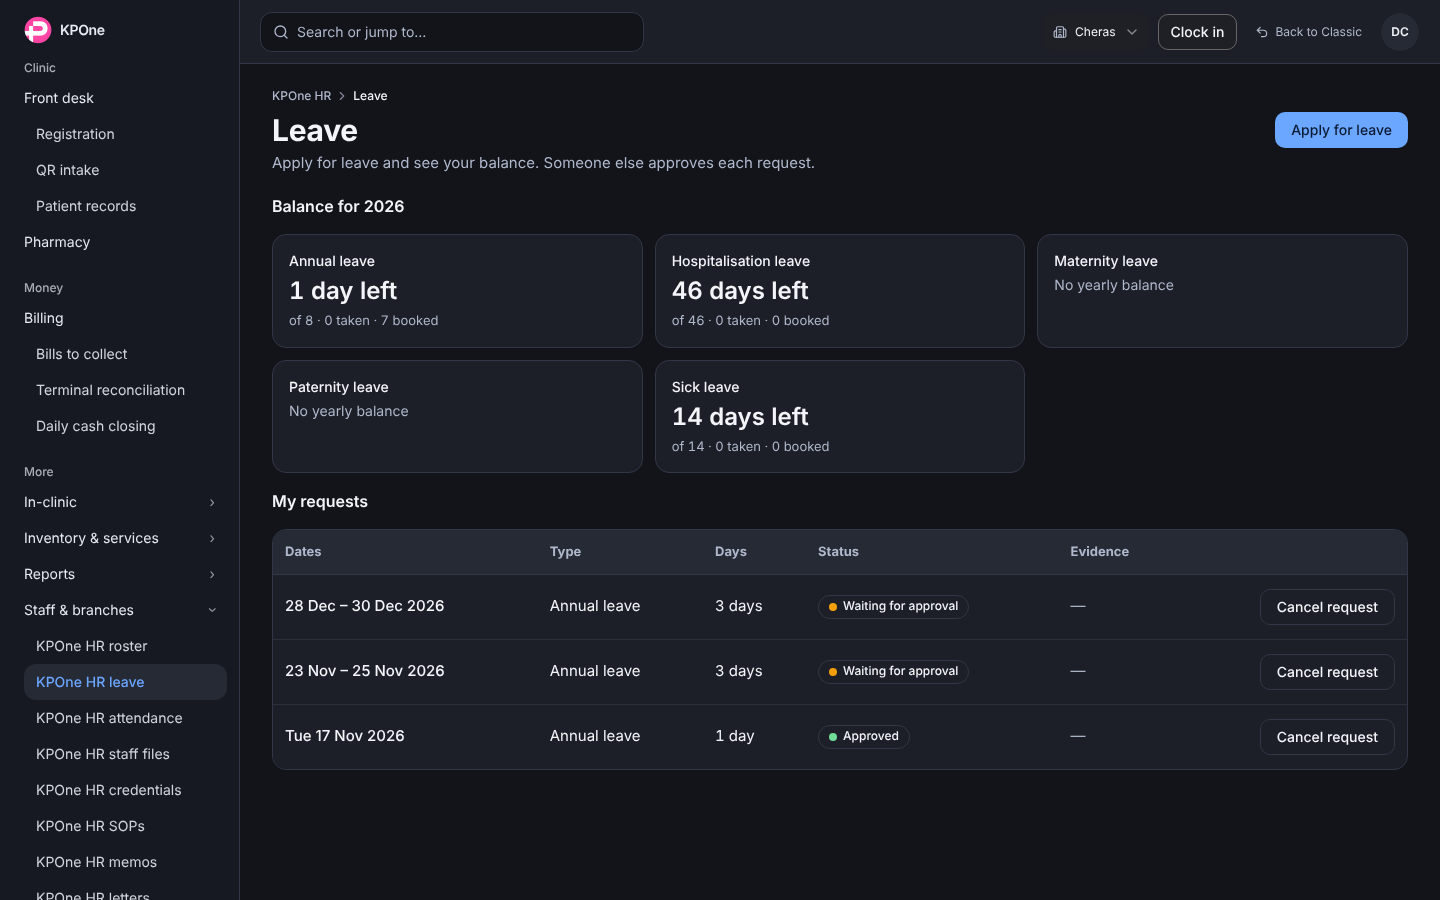 KPOne
Search or jump to...
Cheras
Clock in
Back to Classic
DC
Clinic
Front desk
Registration
QR intake
Patient records
Pharmacy
Money
Billing
Bills to collect
Terminal reconciliation
Daily cash closing
More
In-clinic
Inventory & services
Reports
Staff & branches
KPOne HR roster
KPOne HR leave
KPOne HR attendance
KPOne HR staff files
KPOne HR credentials
KPOne HR SOPs
KPOne HR memos
KPOne HR letters
KPOne HR > Leave
Leave
Apply for leave and see your balance. Someone else approves each request.
Apply for leave
Balance for 2026
Annual leave
1 day left
of 8 · 0 taken · 7 booked
Hospitalisation leave
46 days left
of 46 · 0 taken · 0 booked
Maternity leave
No yearly balance
Paternity leave
No yearly balance
Sick leave
14 days left
of 14 · 0 taken · 0 booked
My requests
Dates Type Days Status Evidence
28 Dec – 30 Dec 2026 Annual leave 3 days Waiting for approval — Cancel request
23 Nov – 25 Nov 2026 Annual leave 3 days Waiting for approval — Cancel request
Tue 17 Nov 2026 Annual leave 1 day Approved — Cancel request